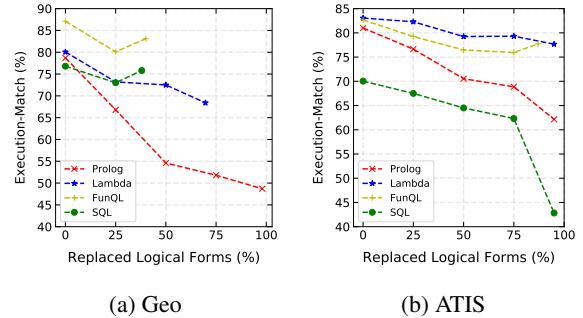 90
85
80
75
70
65
60
55
50
45
40
Execution-Match (%)
Prolog
Lambda
FunQL
SQL
0 25 50 75 100
Replaced Logical Forms (%)
(a) Geo
85
80
75
70
65
60
55
50
45
40
Execution-Match (%)
Prolog
Lambda
FunQL
SQL
0 25 50 75 100
Replaced Logical Forms (%)
(b) ATIS